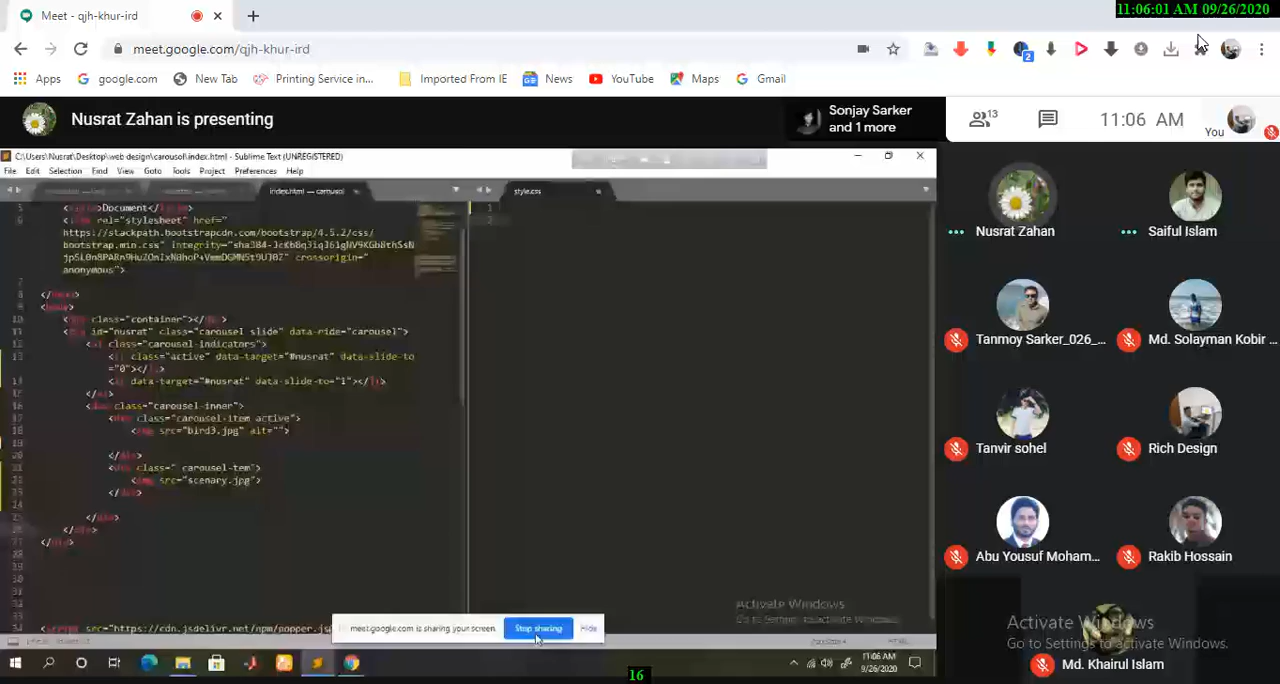 11:06:01 AM 09/26/2020
Meet - qjh-khur-ird
meet.google.com/qjh-khur-ird
2
Apps google.com New Tab Printing Service in... Imported From IE News YouTube Maps Gmail
Nusrat Zahan is presenting
Sonjay Sarker
and 1 more
13
11:06 AM
You
C:\Users\Nusrat\Desktop\web design\carousel\index.html - Sublime Text (UNREGISTERED)
File Edit Selection Find View Goto Tools Project Preferences Help
index.html — carousel
style.css
Document
rel="stylesheet" href="
https://stackpath.bootstrapcdn.com/bootstrap/4.5.2/css/
bootstrap.min.css" crossorigin="
anonymous">
class="container">
id="nusrat" class="carousel slide" data-ride="carousel">
class="carousel-indicators">
class="active" data-target="#nusrat" data-slide-to
="0">
data-target="#nusrat" data-slide-to="1">
class="carousel-inner">
class="carousel-item active">
src="bird3.jpg" alt="">
class=" carousel-tem">
src="scenary.jpg">
src="https://cdn.jsdelivr.net/npm/popper.js
meet.google.com is sharing your screen. Stop sharing Hide
Activate Windows
11:06 AM
9/26/2020
Nusrat Zahan
Saiful Islam
Tanmoy Sarker_026_...
Md. Solayman Kobir ...
Tanvir sohel
Rich Design
Abu Yousuf Moham...
Rakib Hossain
Activate Windows
Go to Settings to activate Windows.
Md. Khairul Islam
16